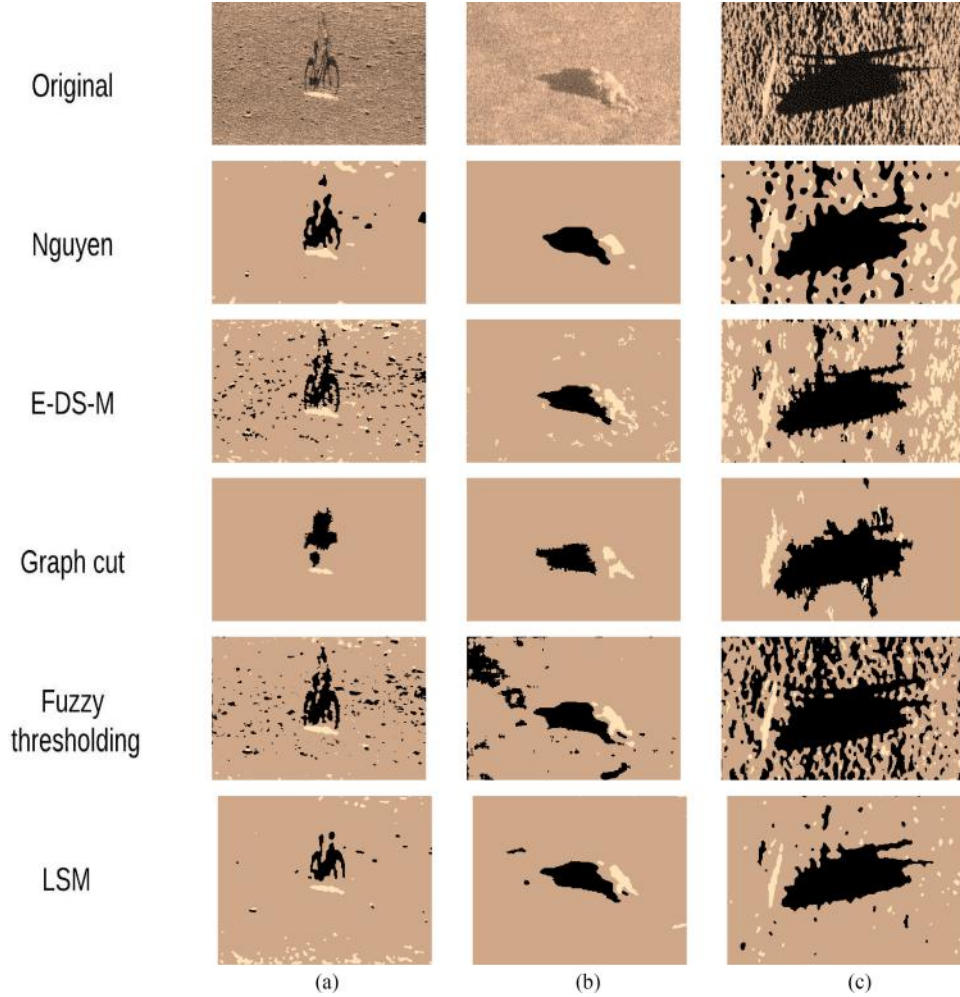 Original
Nguyen
E-DS-M
Graph cut
Fuzzy
thresholding
LSM
(a)
(b)
(c)